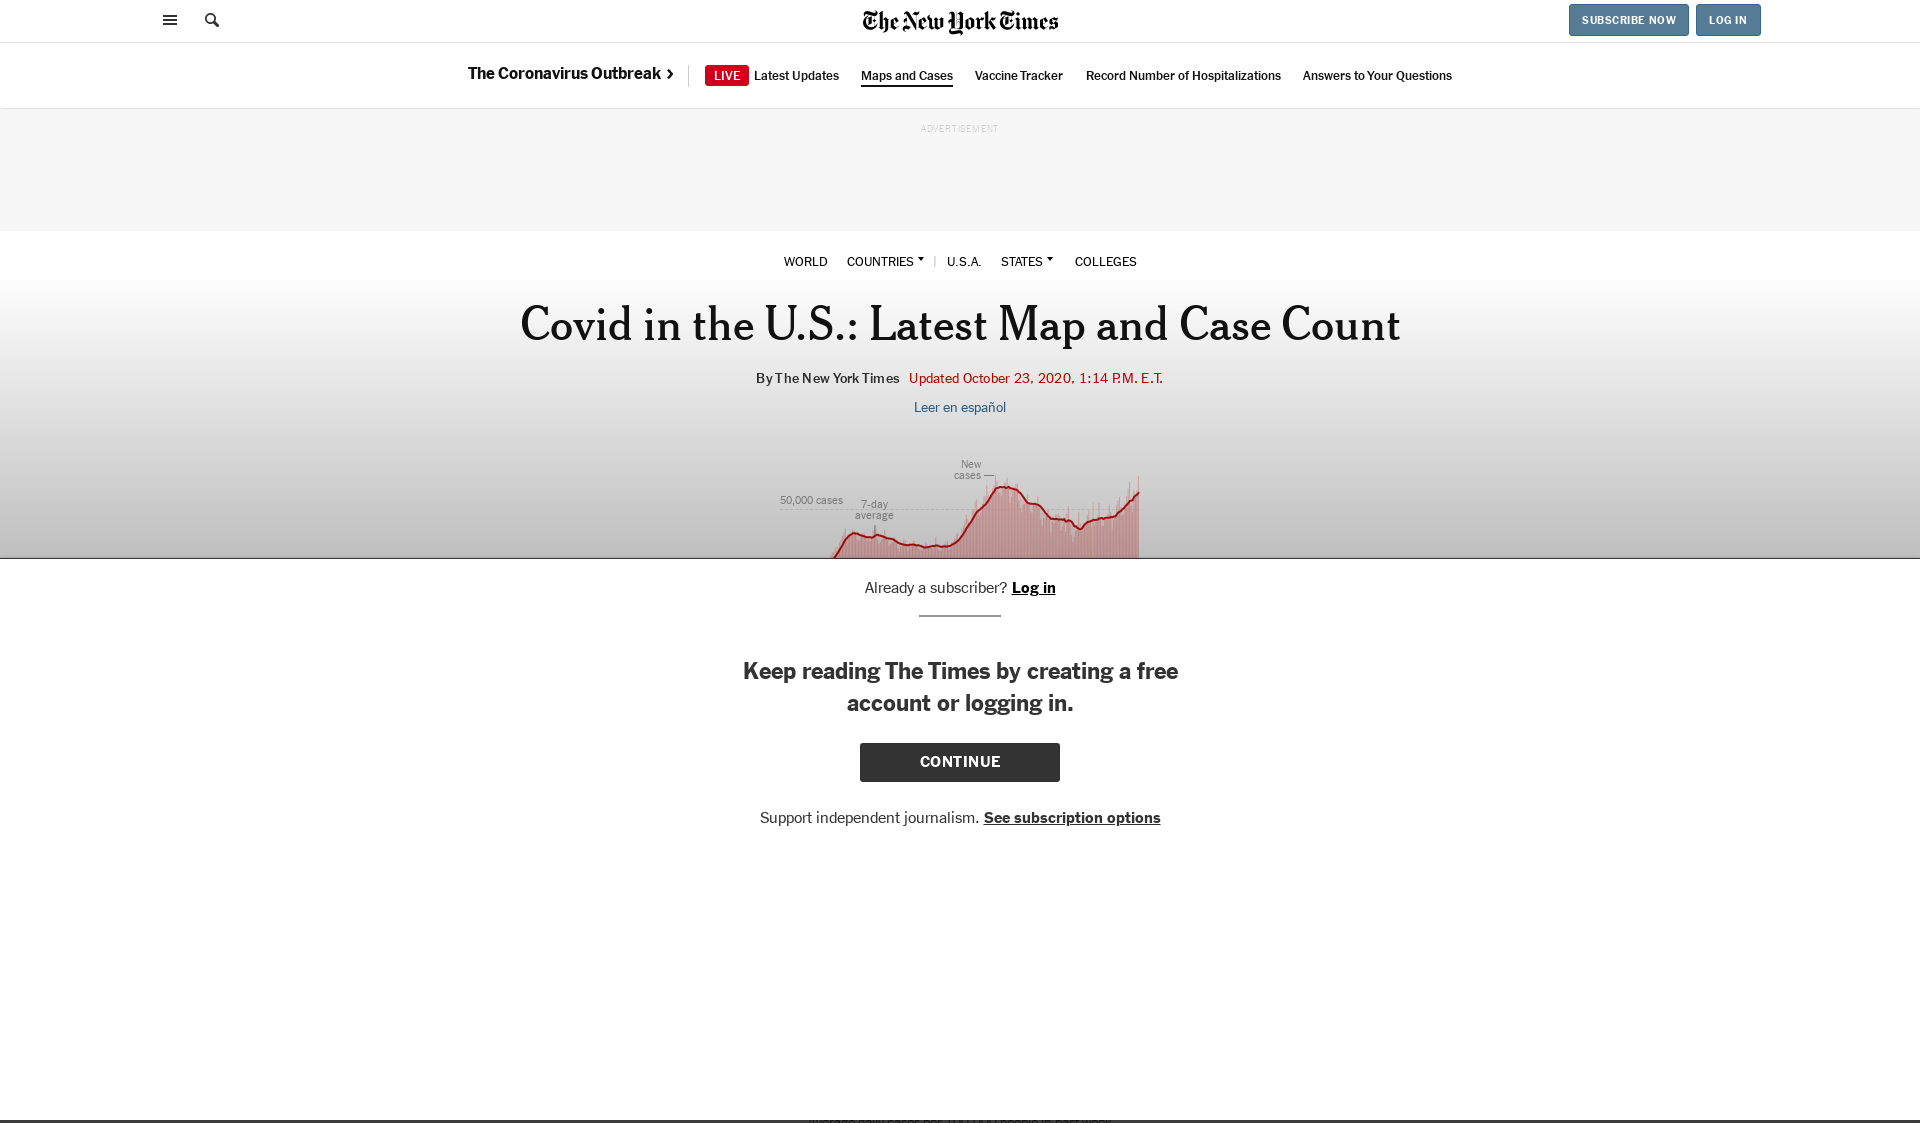 The New York Times
SUBSCRIBE NOW
LOG IN
The Coronavirus Outbreak
LIVE Latest Updates
Maps and Cases
Vaccine Tracker
Record Number of Hospitalizations
Answers to Your Questions
ADVERTISEMENT
WORLD
COUNTRIES
U.S.A.
STATES
COLLEGES
Covid in the U.S.: Latest Map and Case Count
By The New York Times Updated October 23, 2020, 1:14 P.M. E.T.
Leer en español
New
cases
50,000 cases
7-day
average
Already a subscriber? Log in
Keep reading The Times by creating a free
account or logging in.
CONTINUE
Support independent journalism. See subscription options